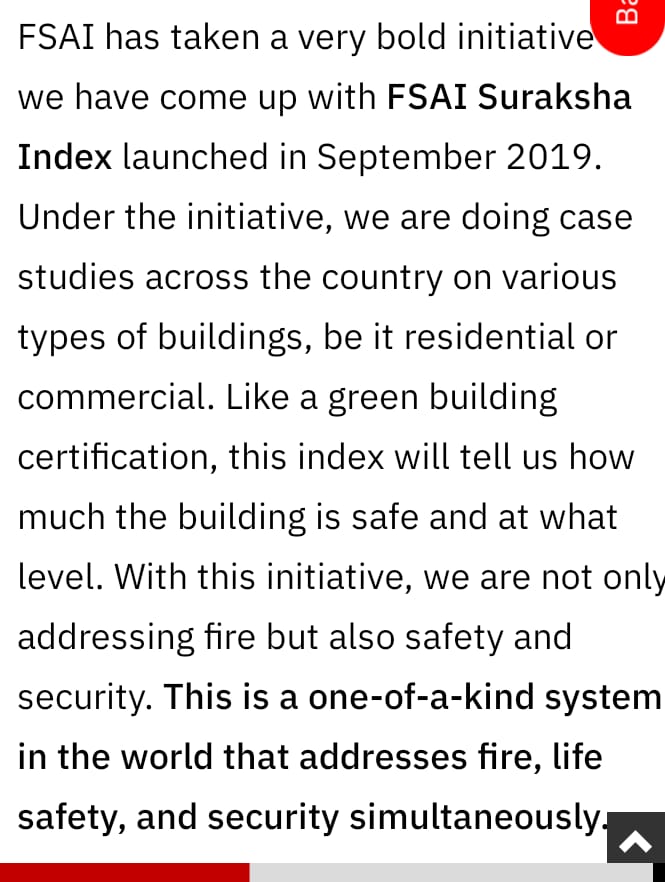 FSAI has taken a very bold initiative
we have come up with FSAI Suraksha
Index launched in September 2019.
Under the initiative, we are doing case
studies across the country on various
types of buildings, be it residential or
commercial. Like a green building
certification, this index will tell us how
much the building is safe and at what
level. With this initiative, we are not only
addressing fire but also safety and
security. This is a one-of-a-kind system
in the world that addresses fire, life
safety, and security simultaneously.